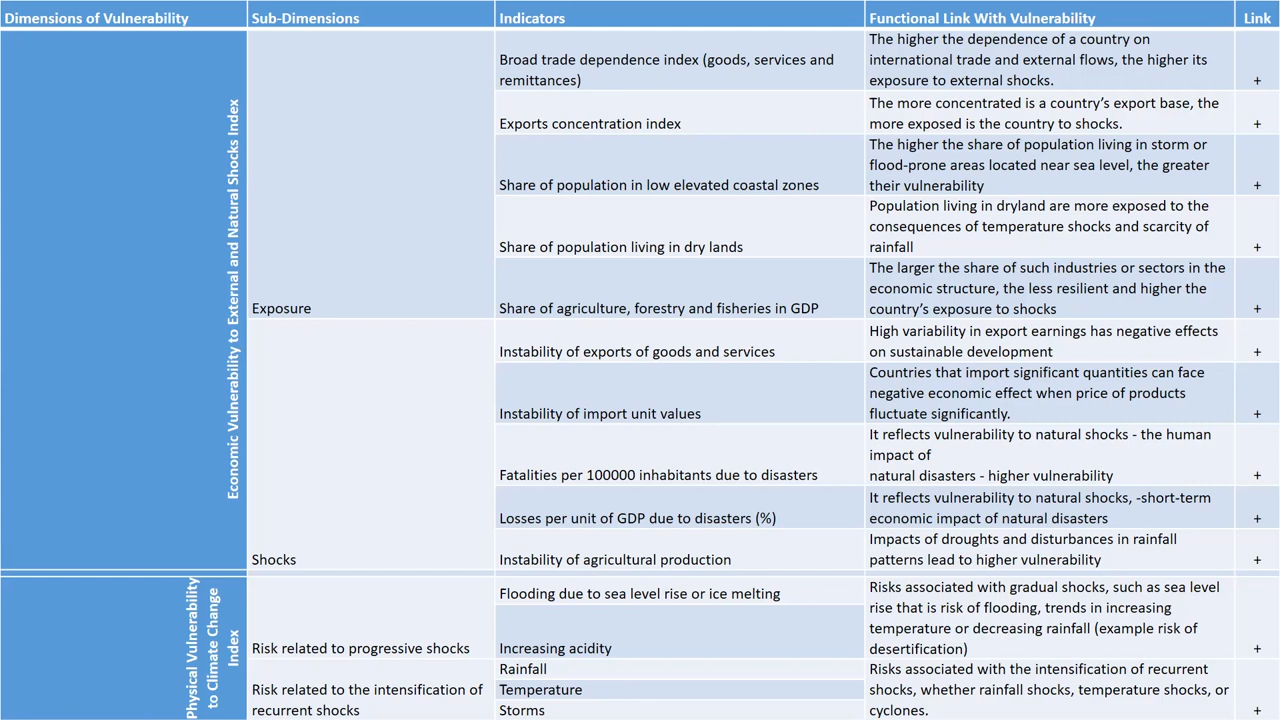 Dimensions of Vulnerability Sub-Dimensions Indicators Functional Link With Vulnerability Link
Economic Vulnerability to External and Natural Shocks Index
Exposure
Broad trade dependence index (goods, services and
remittances)
The higher the dependence of a country on
international trade and external flows, the higher its
exposure to external shocks.
+
Exports concentration index
The more concentrated is a country’s export base, the
more exposed is the country to shocks.
+
Share of population in low elevated coastal zones
The higher the share of population living in storm or
flood-prone areas located near sea level, the greater
their vulnerability
+
Share of population living in dry lands
Population living in dryland are more exposed to the
consequences of temperature shocks and scarcity of
rainfall
+
Share of agriculture, forestry and fisheries in GDP
The larger the share of such industries or sectors in the
economic structure, the less resilient and higher the
country’s exposure to shocks
+
Shocks
Instability of exports of goods and services
High variability in export earnings has negative effects
on sustainable development
+
Instability of import unit values
Countries that import significant quantities can face
negative economic effect when price of products
fluctuate significantly.
+
Fatalities per 100000 inhabitants due to disasters
It reflects vulnerability to natural shocks - the human
impact of
natural disasters - higher vulnerability
+
Losses per unit of GDP due to disasters (%)
It reflects vulnerability to natural shocks, -short-term
economic impact of natural disasters
+
Instability of agricultural production
Impacts of droughts and disturbances in rainfall
patterns lead to higher vulnerability
+
Physical Vulnerability
to Climate Change
Index
Risk related to progressive shocks
Flooding due to sea level rise or ice melting
Increasing acidity
Risks associated with gradual shocks, such as sea level
rise that is risk of flooding, trends in increasing
temperature or decreasing rainfall (example risk of
desertification)
+
Risk related to the intensification of
recurrent shocks
Rainfall
Temperature
Storms
Risks associated with the intensification of recurrent
shocks, whether rainfall shocks, temperature shocks, or
cyclones.
+